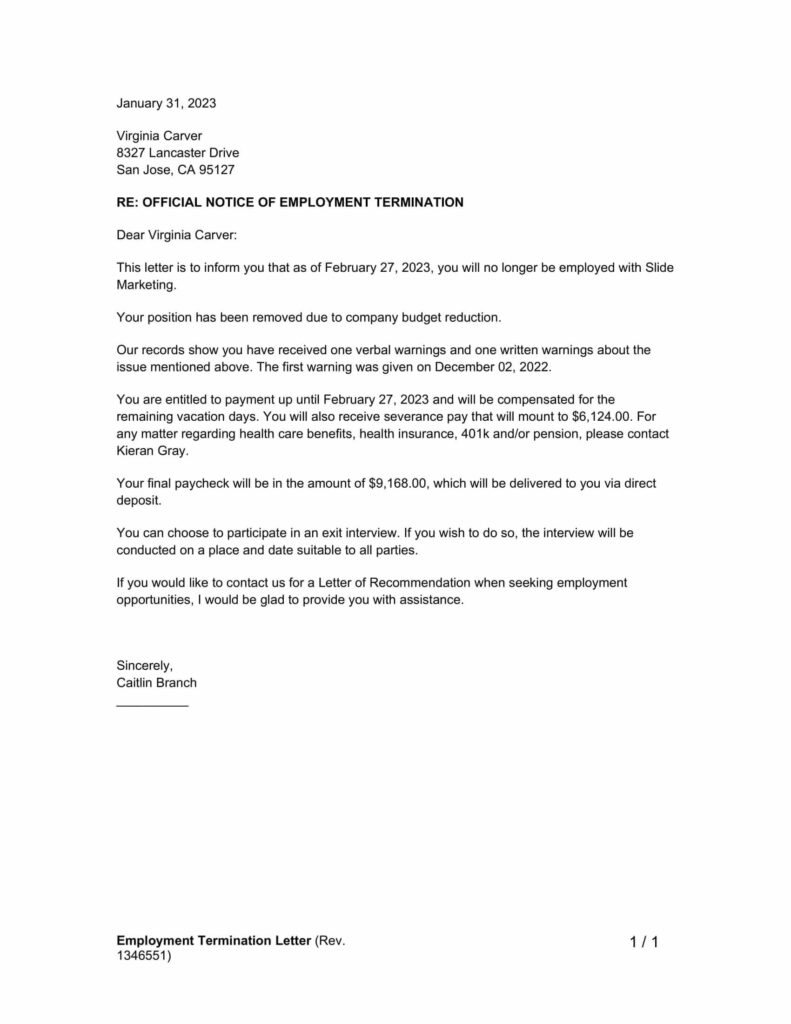 January 31, 2023
Virginia Carver
8327 Lancaster Drive
San Jose, CA 95127
RE: OFFICIAL NOTICE OF EMPLOYMENT TERMINATION
Dear Virginia Carver:
This letter is to inform you that as of February 27, 2023, you will no longer be employed with Slide
Marketing.
Your position has been removed due to company budget reduction.
Our records show you have received one verbal warnings and one written warnings about the
issue mentioned above. The first warning was given on December 02, 2022.
You are entitled to payment up until February 27, 2023 and will be compensated for the
remaining vacation days. You will also receive severance pay that will mount to $6,124.00. For
any matter regarding health care benefits, health insurance, 401k and/or pension, please contact
Kieran Gray.
Your final paycheck will be in the amount of $9,168.00, which will be delivered to you via direct
deposit.
You can choose to participate in an exit interview. If you wish to do so, the interview will be
conducted on a place and date suitable to all parties.
If you would like to contact us for a Letter of Recommendation when seeking employment
opportunities, I would be glad to provide you with assistance.
Sincerely,
Caitlin Branch
__________
Employment Termination Letter (Rev.
1346551)
1 / 1